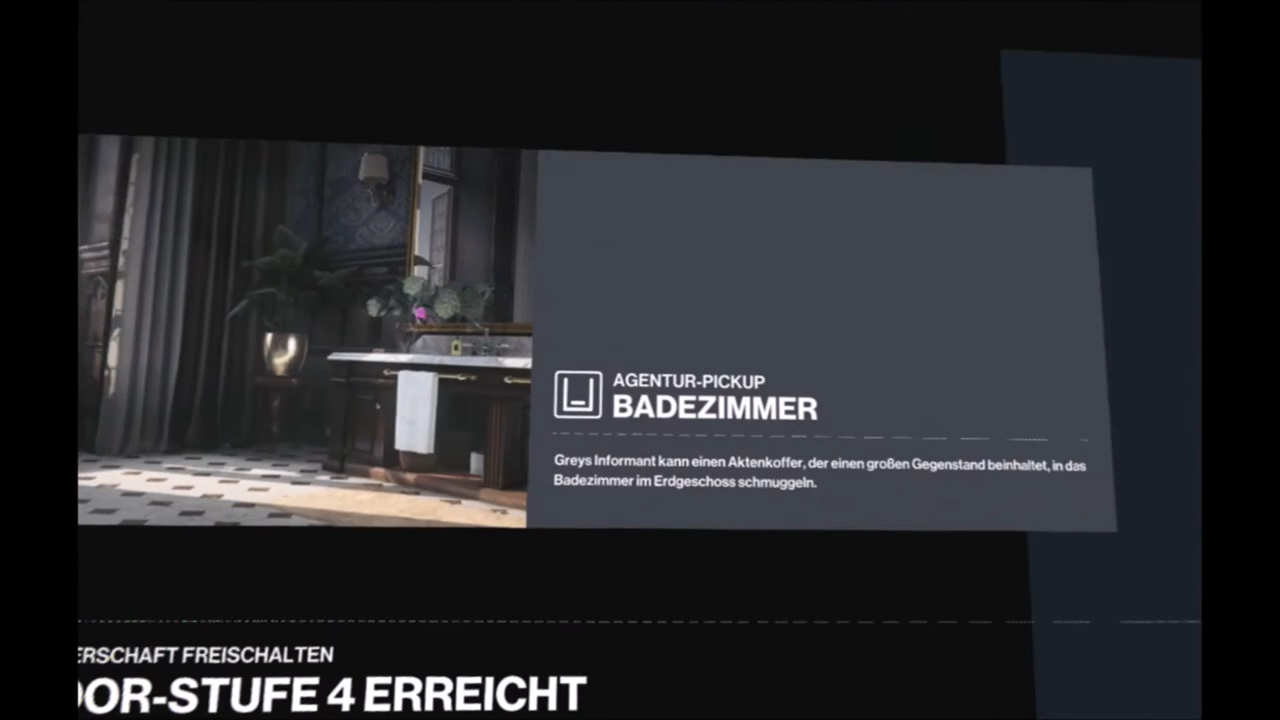 AGENTUR-PICKUP
BADEZIMMER
Greys Informant kann einen Aktenkoffer, der einen großen Gegenstand beinhaltet, in das
Badezimmer im Erdgeschoss schmuggeln.
ERSCHAFT FREISCHALTEN
OOR-STUFE 4 ERREICHT